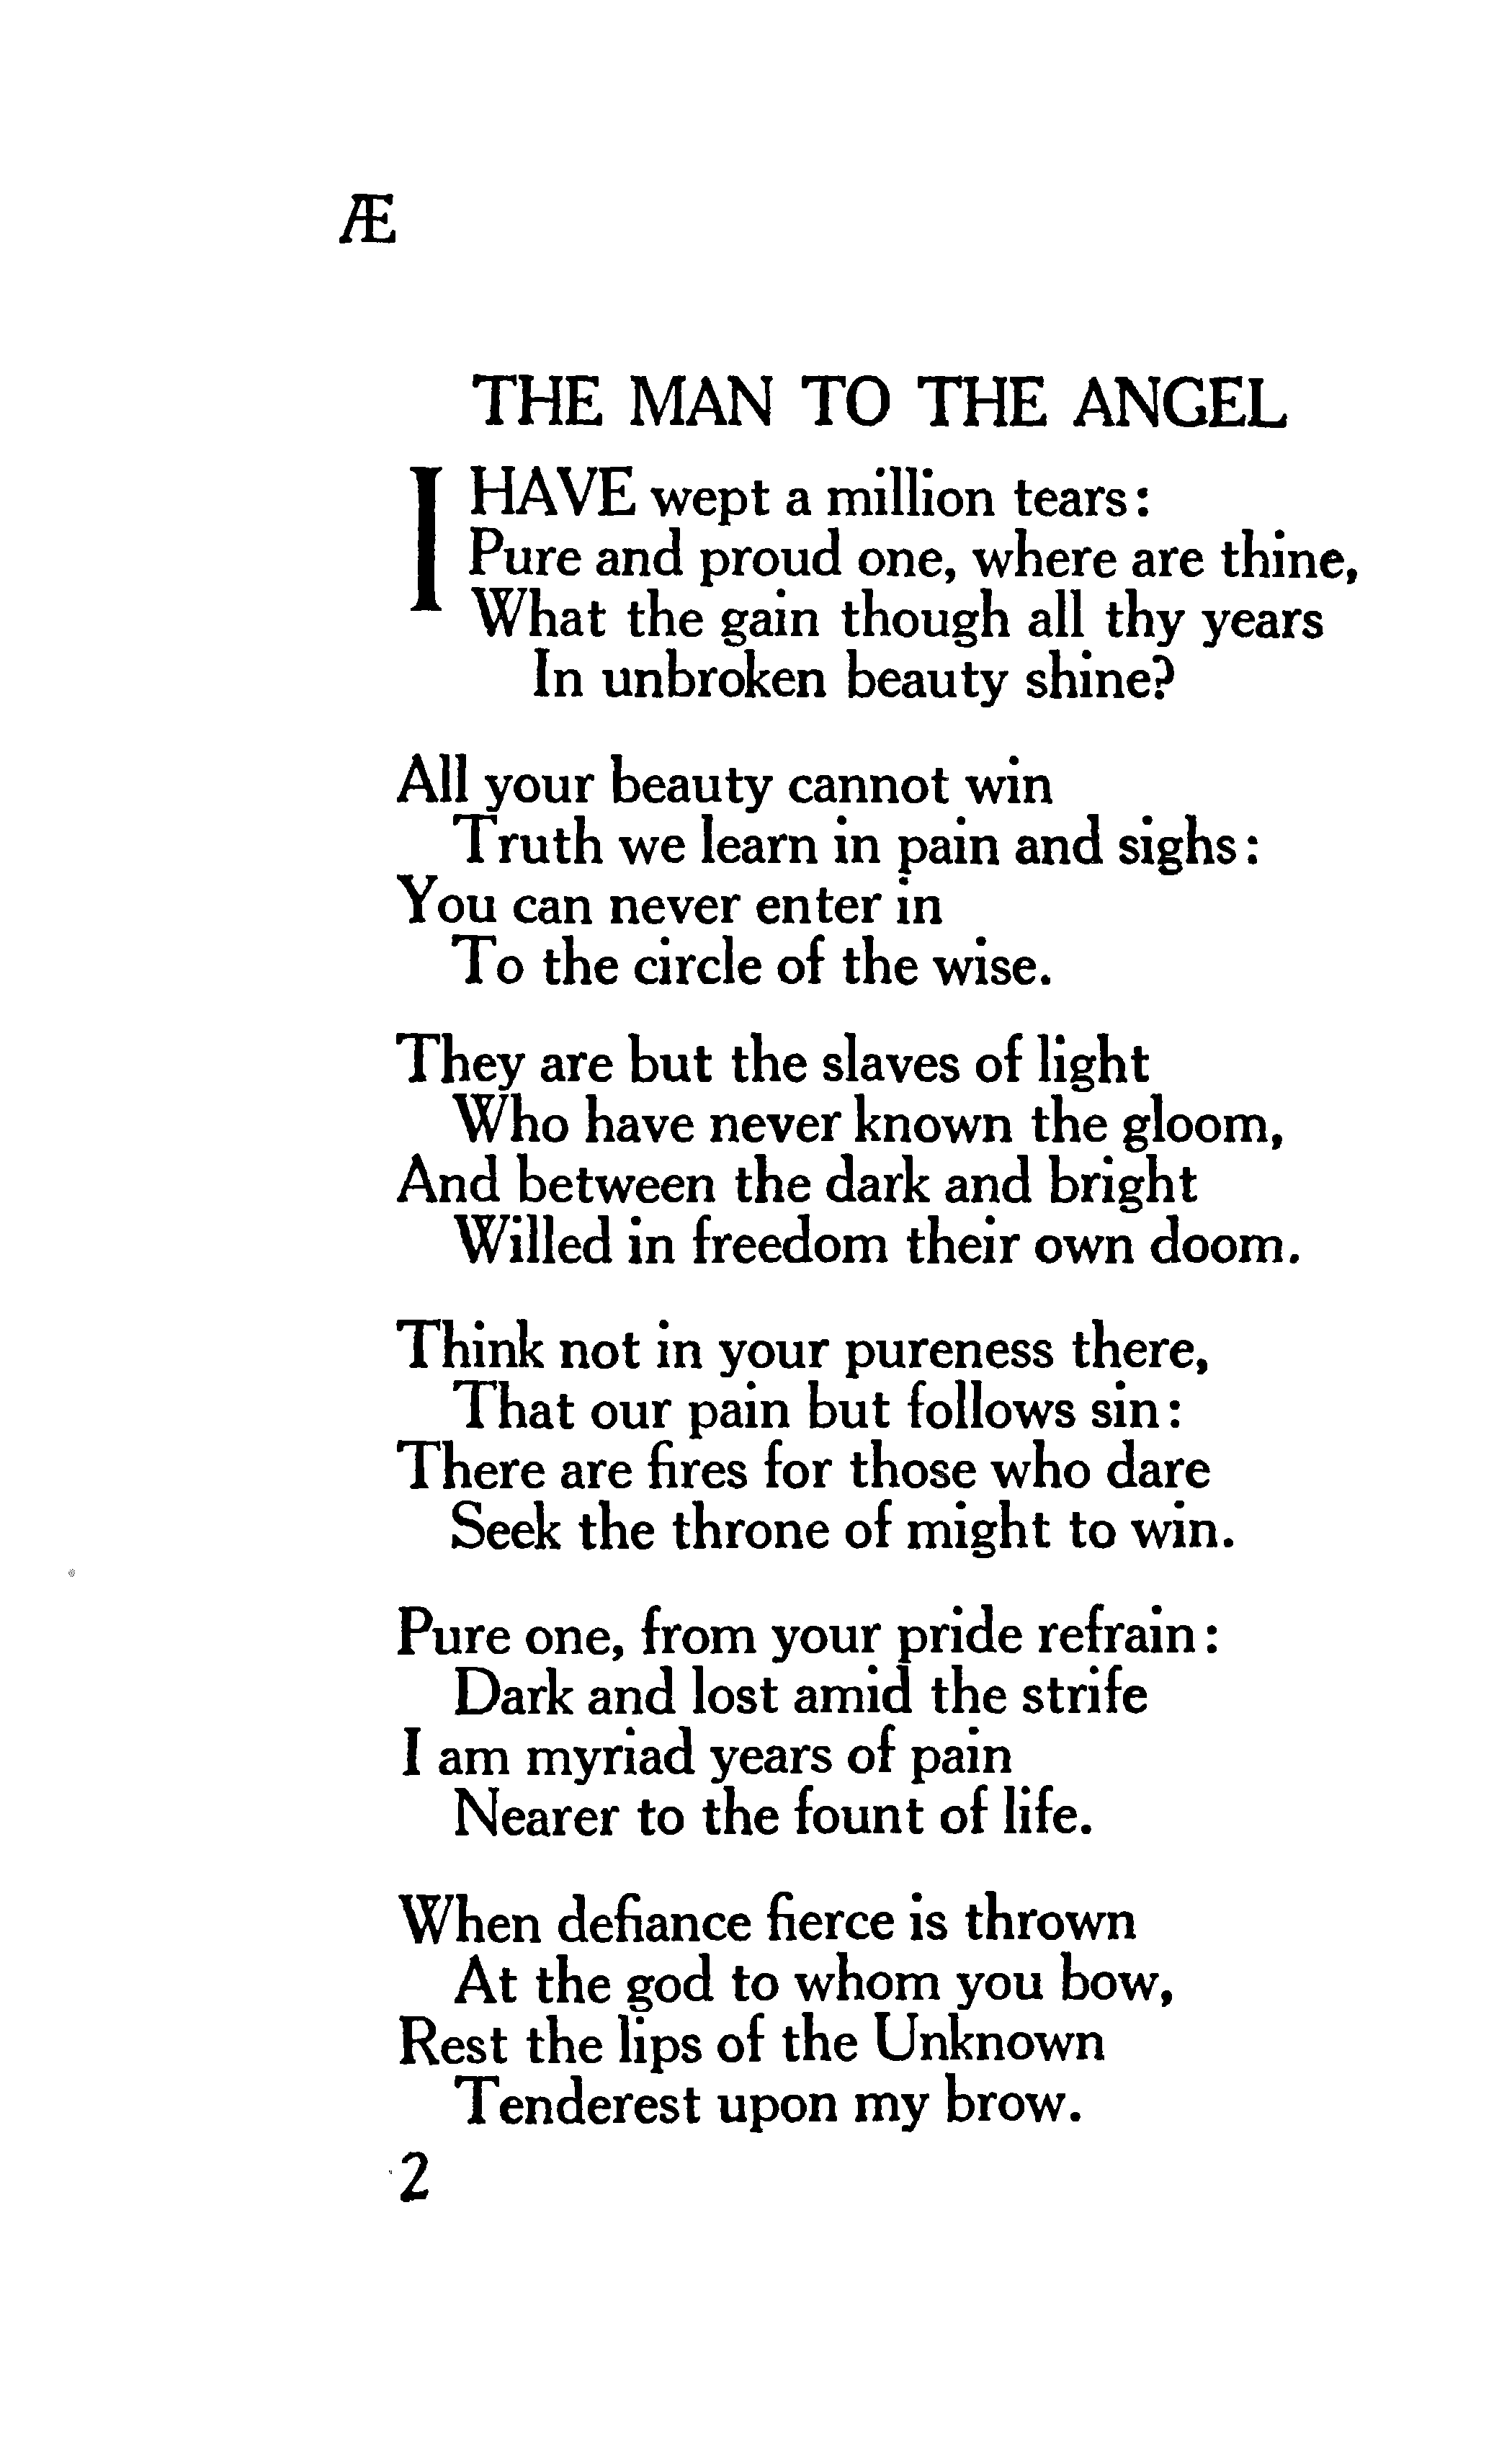 Æ
THE MAN TO THE ANGEL
I HAVE wept a million tears:
Pure and proud one, where are thine,
What the gain though all thy years
In unbroken beauty shine?
All your beauty cannot win
Truth we learn in pain and sighs:
You can never enter in
To the circle of the wise.
They are but the slaves of light
Who have never known the gloom,
And between the dark and bright
Willed in freedom their own doom.
Think not in your pureness there,
That our pain but follows sin:
There are fires for those who dare
Seek the throne of might to win.
Pure one, from your pride refrain:
Dark and lost amid the strife
I am myriad years of pain
Nearer to the fount of life.
When defiance fierce is thrown
At the god to whom you bow,
Rest the lips of the Unknown
Tenderest upon my brow.
2